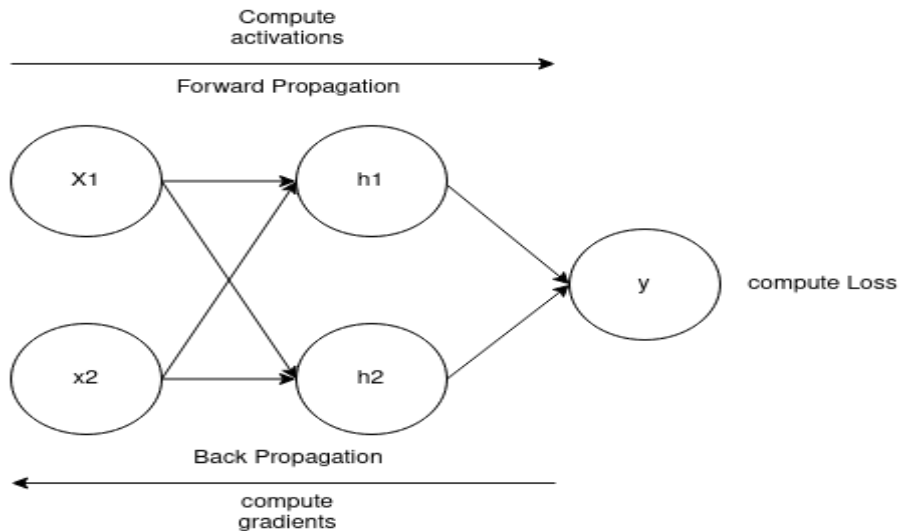 Compute
activations
Forward Propagation
X1
h1
y
compute Loss
x2
h2
Back Propagation
compute
gradients